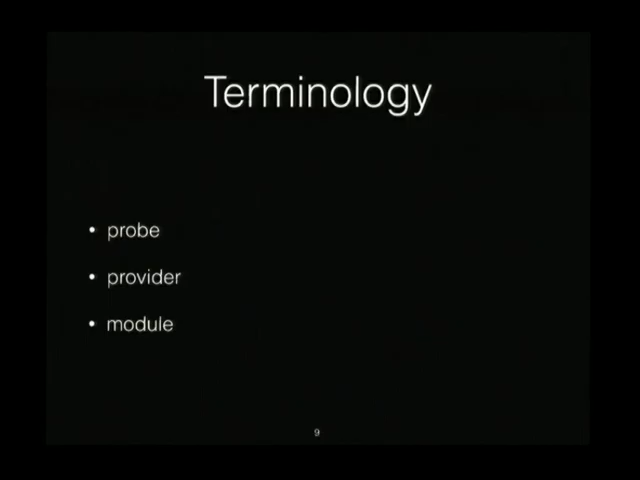 Terminology
• probe
• provider
• module
9